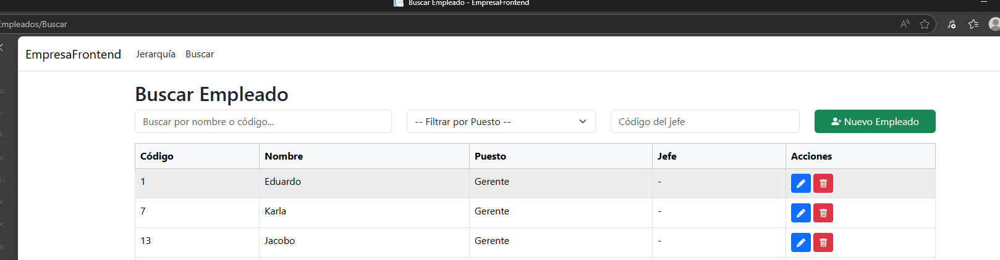 Buscar Empleado - EmpresaFrontend
Empleados/Buscar
EmpresaFrontend Jerarquía Buscar
Buscar Empleado
Buscar por nombre o código... -- Filtrar por Puesto -- Código del jefe Nuevo Empleado
Código Nombre Puesto Jefe Acciones
1 Eduardo Gerente -
7 Karla Gerente -
13 Jacobo Gerente -